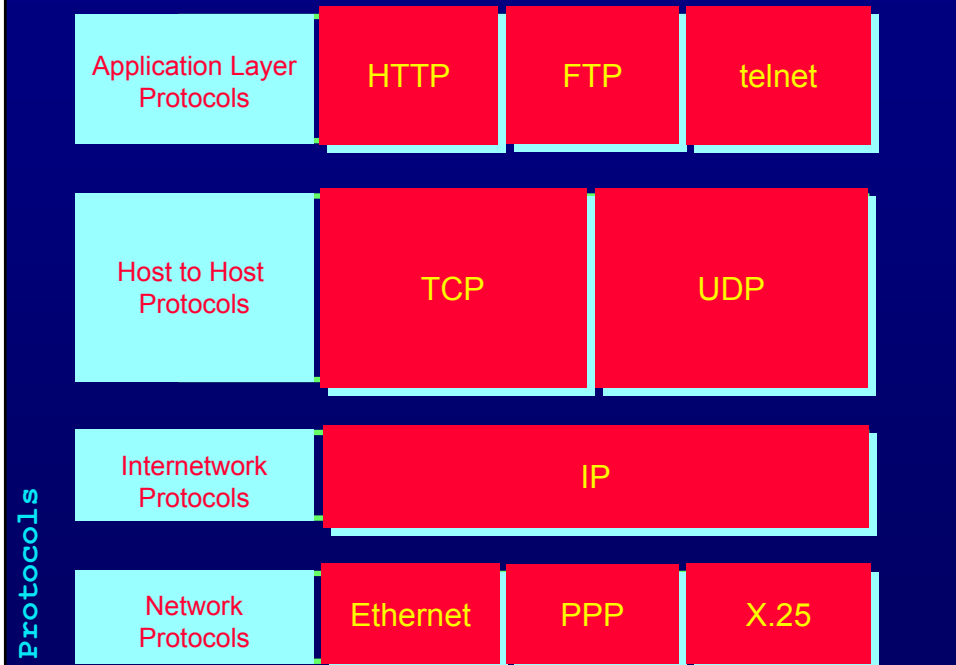 Application Layer
Protocols
HTTP
FTP
telnet
Host to Host
Protocols
TCP
UDP
Internetwork
Protocols
IP
Network
Protocols
Ethernet
PPP
X.25
Protocols